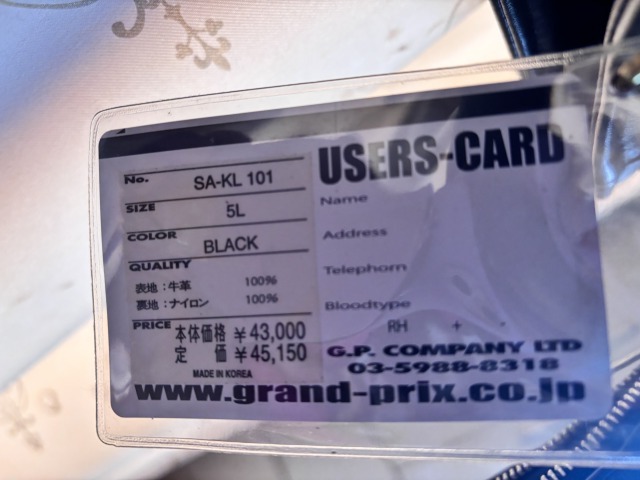 No. SA-KL 101
SIZE 5L
COLOR BLACK
QUALITY
表地:牛革 100%
裏地:ナイロン 100%
PRICE 本体価格 ¥43,000
定 価 ¥45,150
MADE IN KOREA
USERS-CARD
Name
Address
Telephorn
Bloodtype
RH + -
G.P. COMPANY LTD
03-5988-8318
www.grand-prix.co.jp